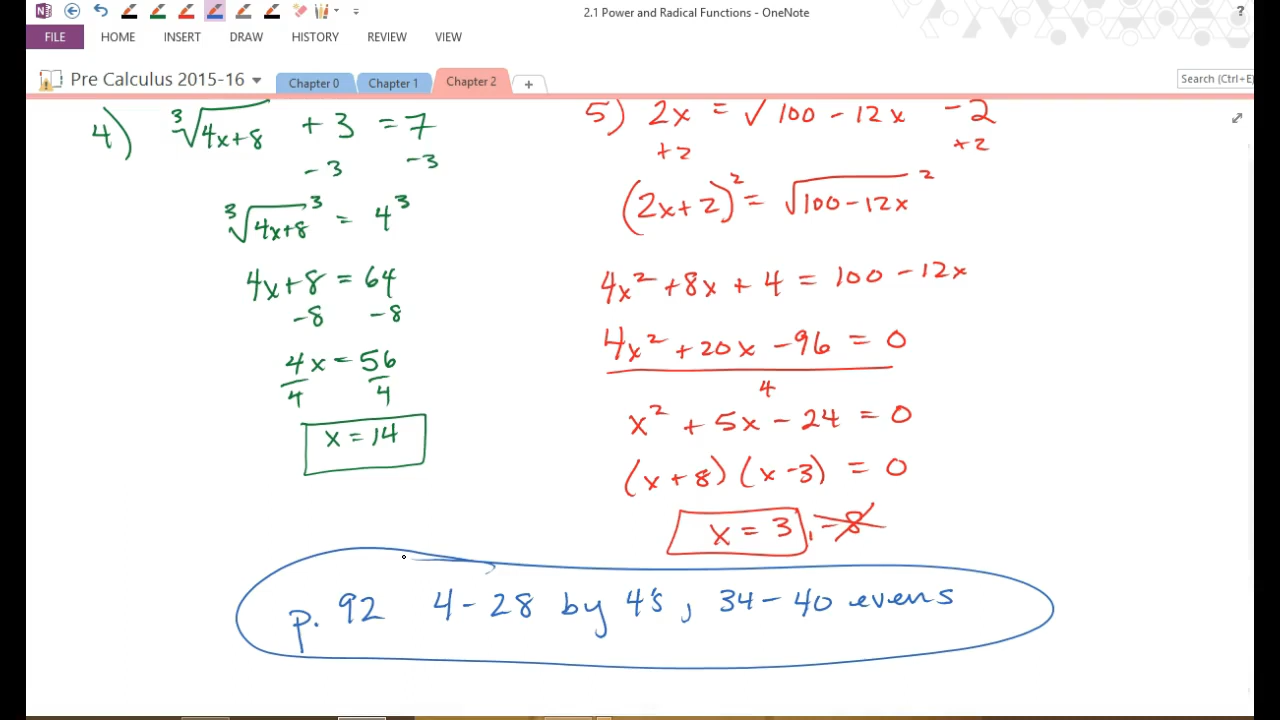 2.1 Power and Radical Functions - OneNote
?
FILE HOME INSERT DRAW HISTORY REVIEW VIEW
Pre Calculus 2015-16 Chapter 0 Chapter 1 Chapter 2 +
Search (Ctrl+E)
4) ∛(4x+8) + 3 = 7
-3 -3
∛(4x+8)³ = 4³
4x+8 = 64
-8 -8
4x = 56
4 4
x = 14
5) 2x = √100 - 12x - 2
+2 +2
(2x+2)² = √(100-12x)²
4x² + 8x + 4 = 100 - 12x
4x² + 20x - 96 = 0
4
x² + 5x - 24 = 0
(x+8)(x-3) = 0
x = 3, -8
p. 92 4-28 by 4's, 34-40 evens